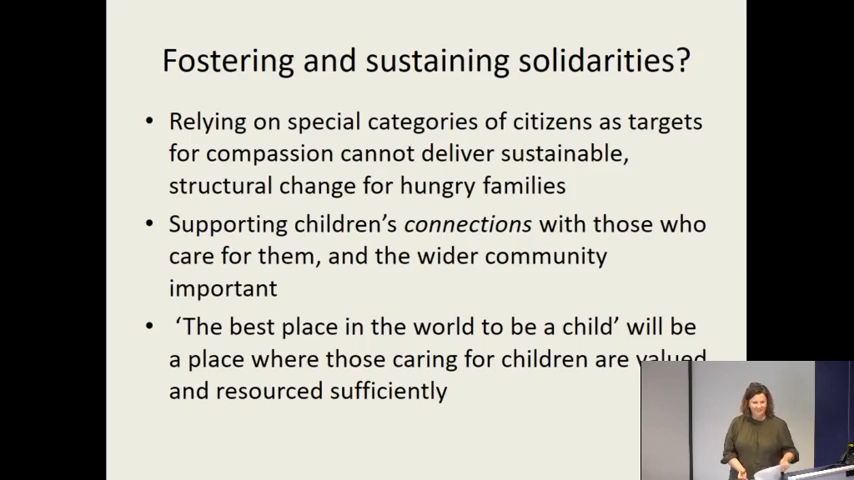 Fostering and sustaining solidarities?
• Relying on special categories of citizens as targets
for compassion cannot deliver sustainable,
structural change for hungry families
• Supporting children’s connections with those who
care for them, and the wider community
important
• ‘The best place in the world to be a child’ will be
a place where those caring for children are valued
and resourced sufficiently